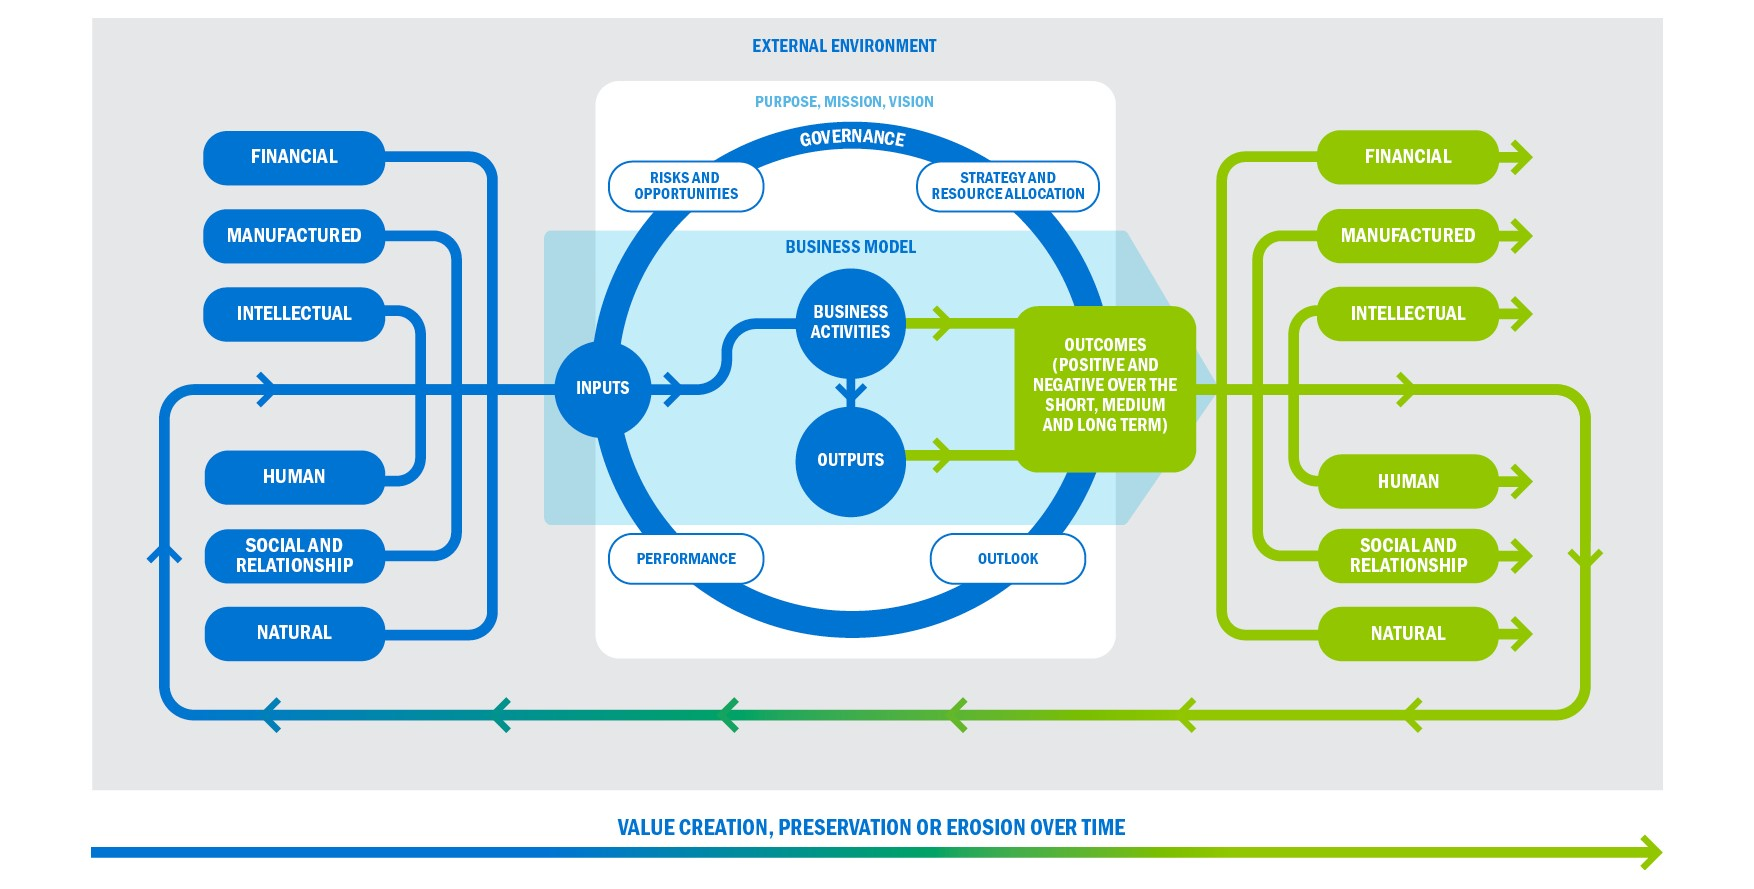 EXTERNAL ENVIRONMENT
PURPOSE, MISSION, VISION
GOVERNANCE
RISKS AND
OPPORTUNITIES
STRATEGY AND
RESOURCE ALLOCATION
FINANCIAL
MANUFACTURED
INTELLECTUAL
HUMAN
SOCIAL AND
RELATIONSHIP
NATURAL
BUSINESS MODEL
INPUTS
BUSINESS
ACTIVITIES
OUTPUTS
OUTCOMES
(POSITIVE AND
NEGATIVE OVER THE
SHORT, MEDIUM
AND LONG TERM)
PERFORMANCE
OUTLOOK
FINANCIAL
MANUFACTURED
INTELLECTUAL
HUMAN
SOCIAL AND
RELATIONSHIP
NATURAL
VALUE CREATION, PRESERVATION OR EROSION OVER TIME